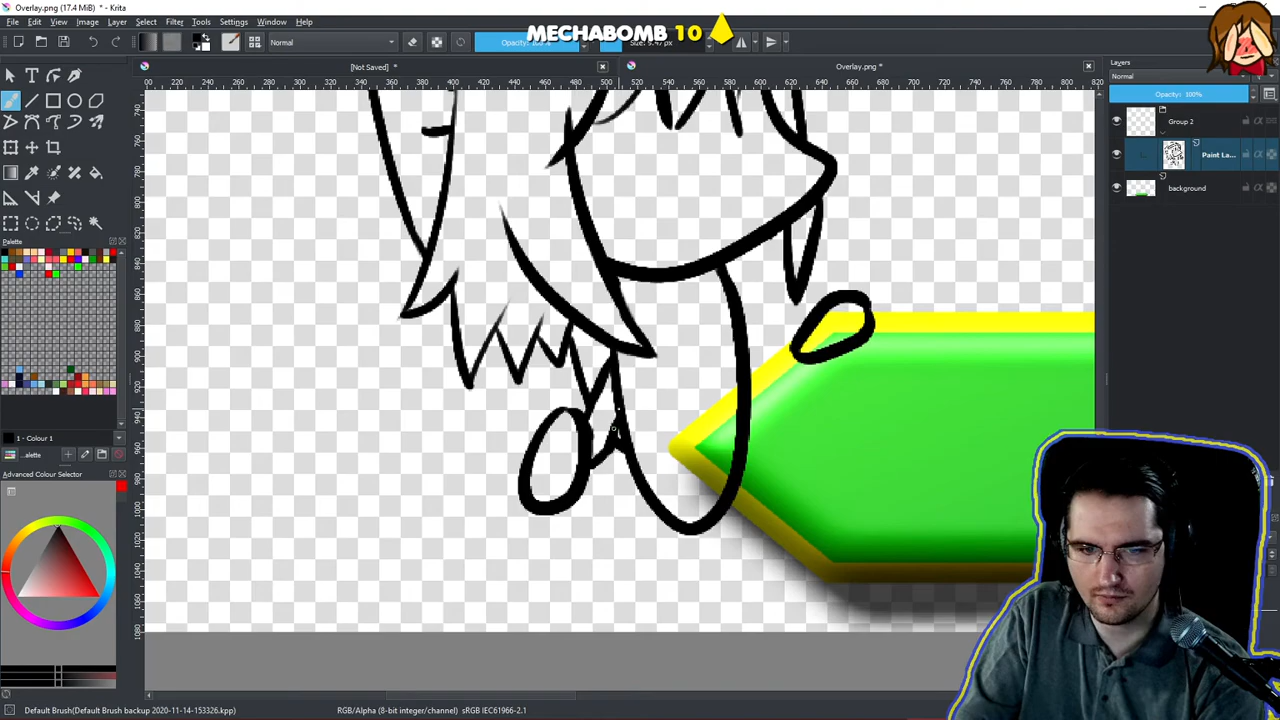 Overlay.png (17.4 MiB) * - Krita
File Edit View Image Layer Select Filter Tools Settings Window Help
MECHABOMB 10
Normal
Opacity: 100%
[Not Saved] *
Overlay.png *
Layers
Normal
Opacity: 100%
Group 2
Paint La...
background
Palette
1 - Colour 1
...alette
Advanced Colour Selector
Default Brush(Default Brush backup 2020-11-14-153326.kpp)
RGB/Alpha (8-bit integer/channel) sRGB IEC61966-2.1